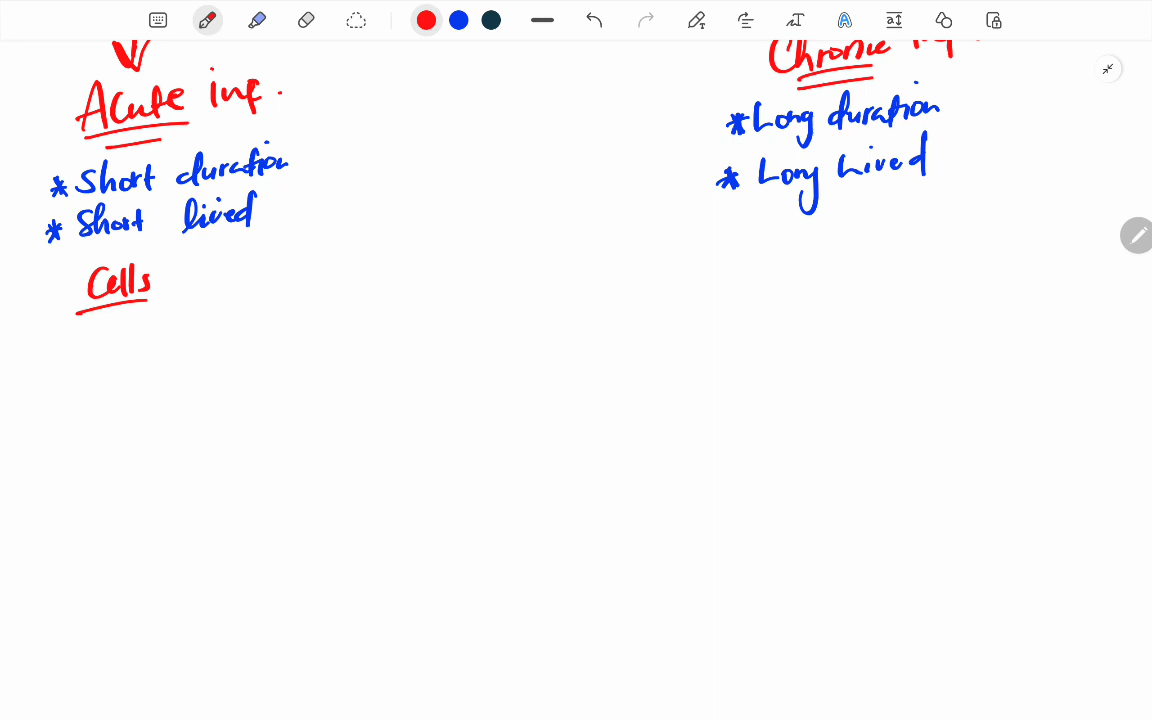 Acute inf.
* Short duration
* Short lived
Cells
Chronic
* Long duration
* Long Lived